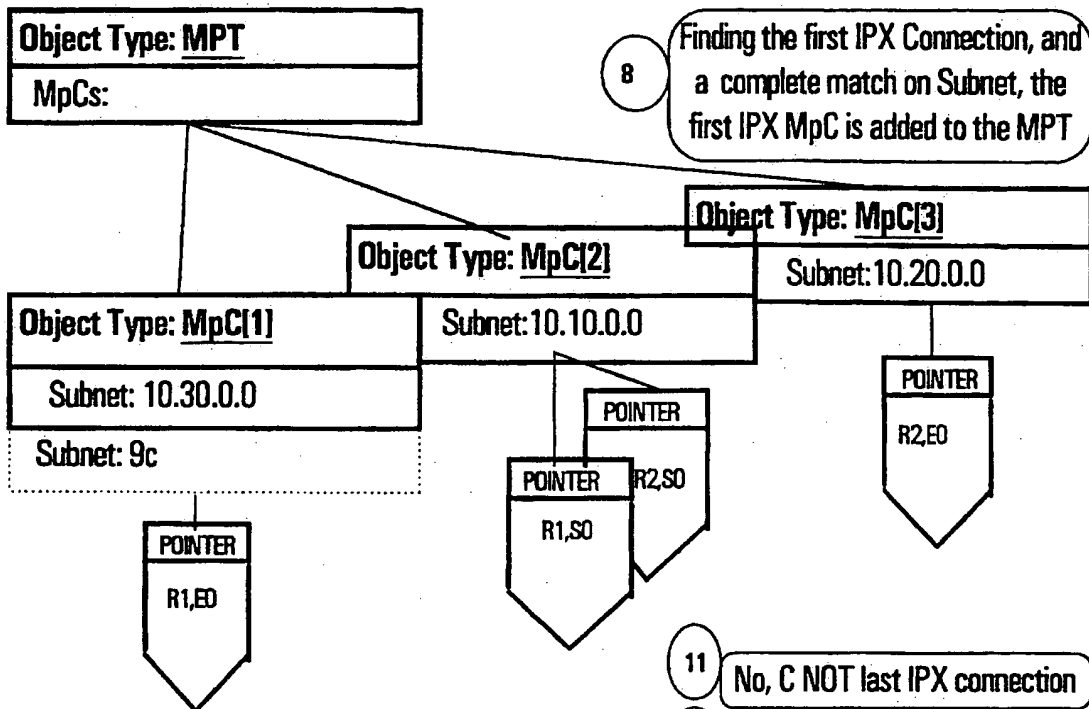 Object Type: MPT
MpCs:
8
Finding the first IPX Connection, and
a complete match on Subnet, the
first IPX MpC is added to the MPT
Object Type: MpC[3]
Subnet:10.20.0.0
Object Type: MpC[2]
Subnet:10.10.0.0
Object Type: MpC[1]
Subnet: 10.30.0.0
Subnet: 9c
POINTER
R2,E0
POINTER
R2,S0
POINTER
R1,S0
POINTER
R1,E0
11
No, C NOT last IPX connection